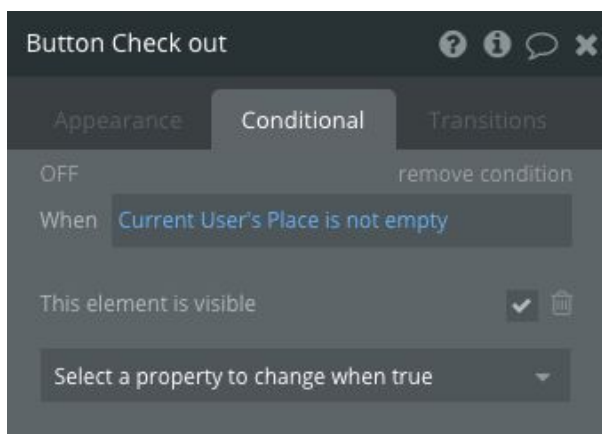 Button Check out
Appearance Conditional Transitions
OFF remove condition
When Current User's Place is not empty
This element is visible
Select a property to change when true